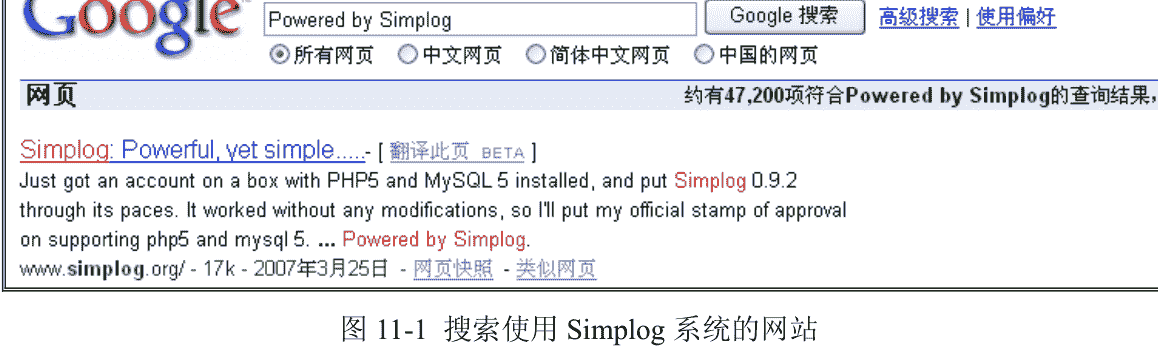 Google Powered by Simplog Google 搜索 高级搜索 | 使用偏好
所有网页 中文网页 简体中文网页 中国的网页
网页 约有47,200项符合Powered by Simplog的查询结果,
Simplog: Powerful, yet simple.....- [ 翻译此页 BETA ]
Just got an account on a box with PHP5 and MySQL 5 installed, and put Simplog 0.9.2
through its paces. It worked without any modifications, so I'll put my official stamp of approval
on supporting php5 and mysql 5. ... Powered by Simplog.
www.simplog.org/ - 17k - 2007年3月25日 - 网页快照 - 类似网页
图 11-1 搜索使用 Simplog 系统的网站